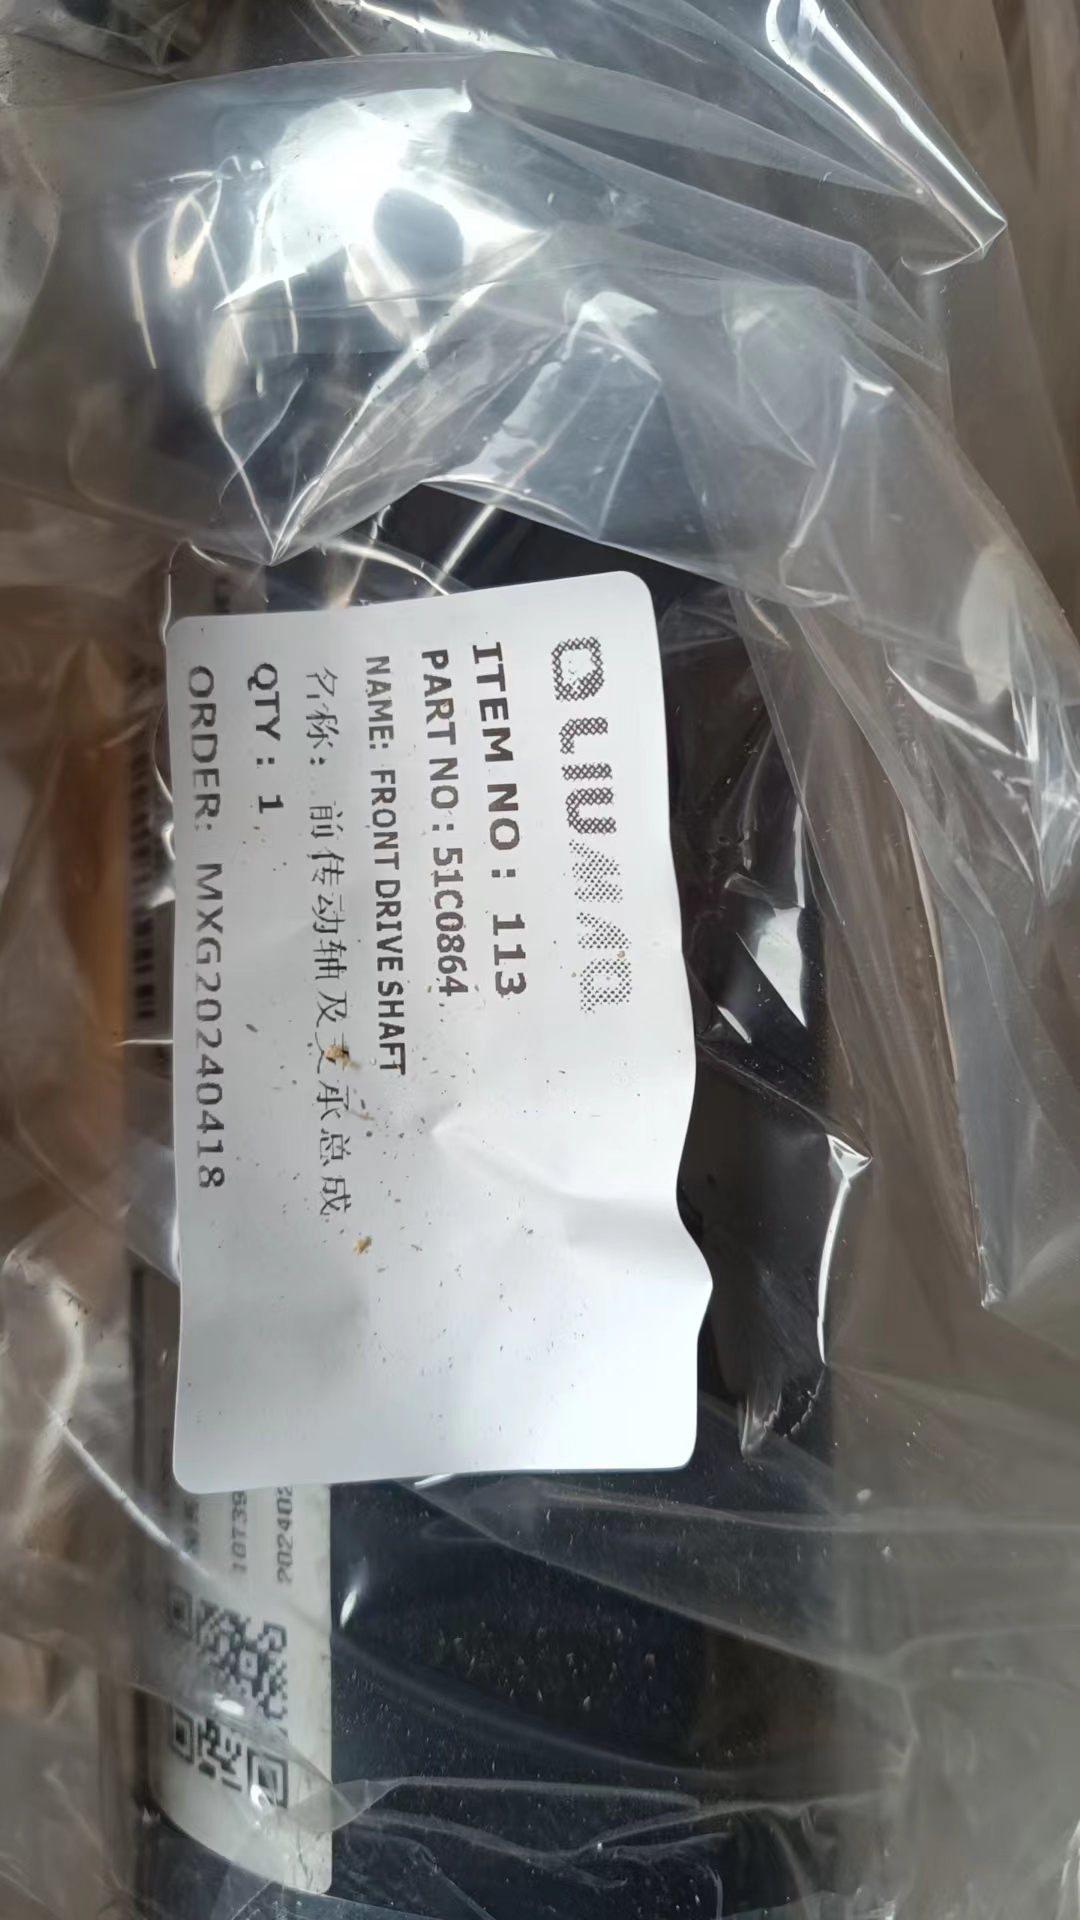 QLIUMAQ
ITEM NO: 113
PART NO: 51C0864
NAME: FRONT DRIVE SHAFT
名称: 前传动轴及支承总成
QTY: 1
ORDER: MXG20240418